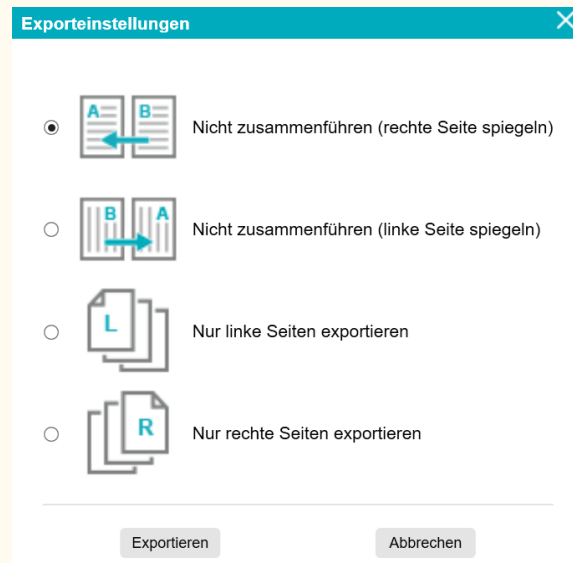 Exporteinstellungen
A B
Nicht zusammenführen (rechte Seite spiegeln)
B A
Nicht zusammenführen (linke Seite spiegeln)
L
Nur linke Seiten exportieren
R
Nur rechte Seiten exportieren
Exportieren Abbrechen